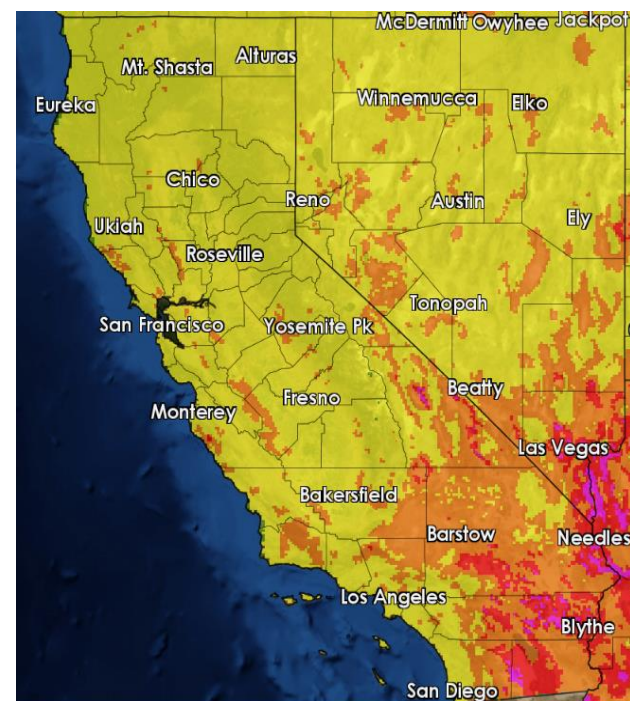 McDermitt Owyhee Jackpot
Alturas
Mt. Shasta
Winnemucca
Elko
Eureka
Chico
Reno
Austin
Ely
Ukiah
Roseville
Tonopah
San Francisco
Yosemite Pk
Beatty
Fresno
Monterey
Las Vegas
Bakersfield
Barstow
Needles
Los Angeles
Blythe
San Diego